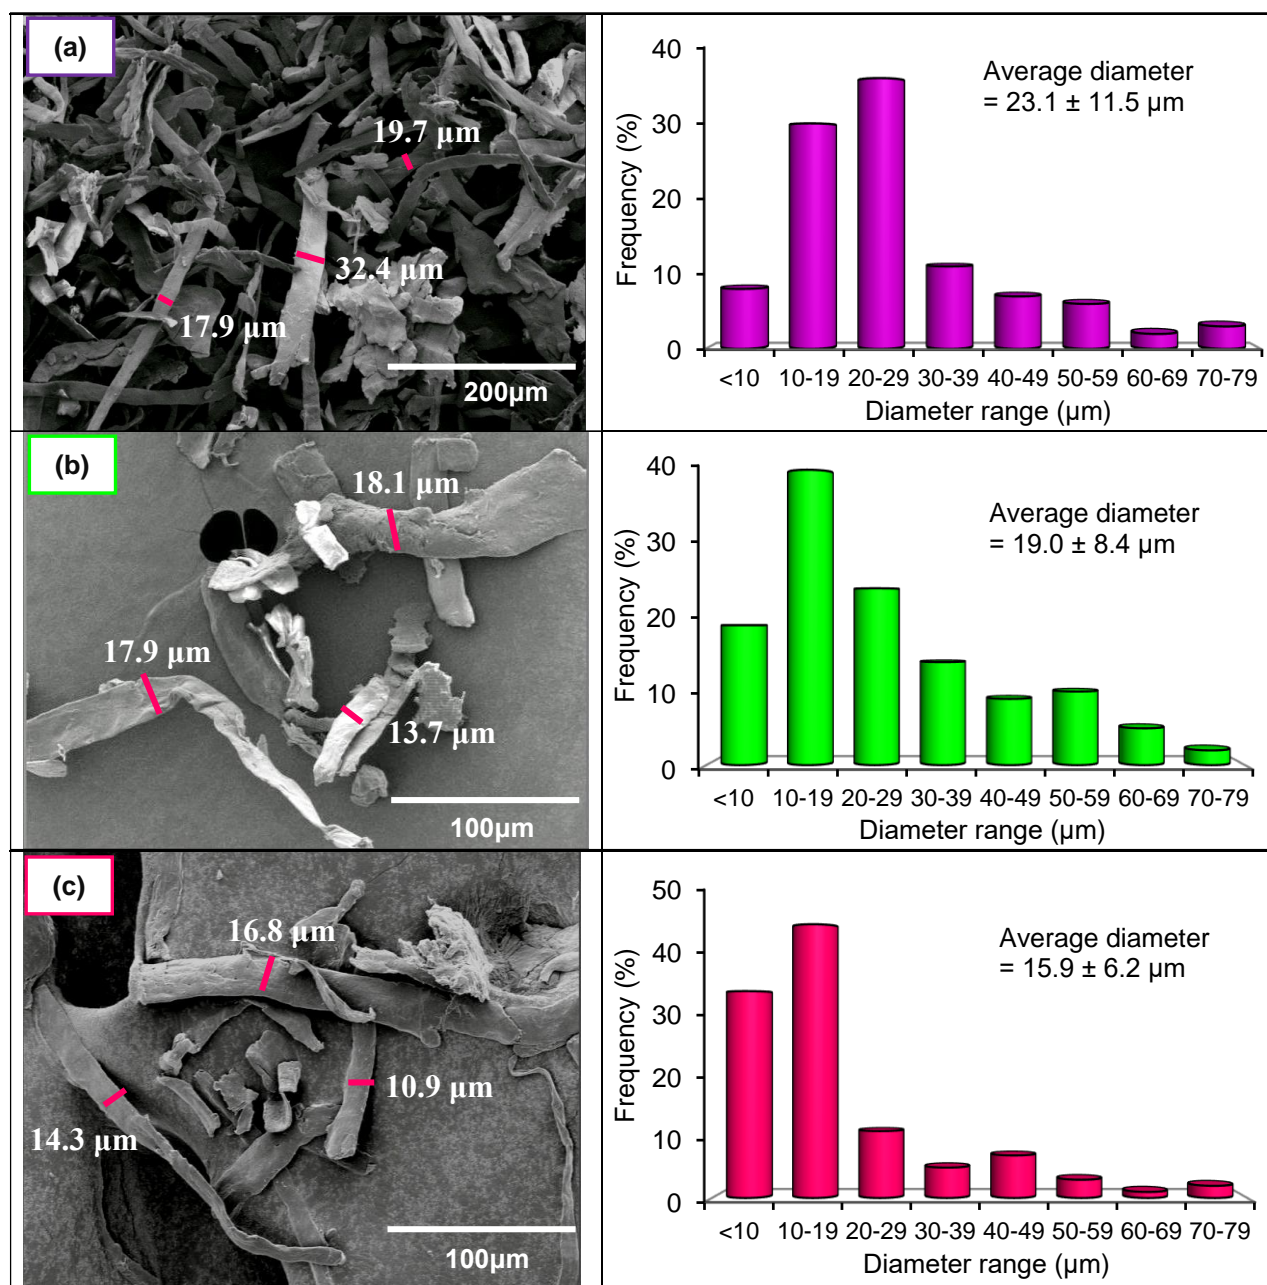 (a)
19.7 µm
32.4 µm
17.9 µm
200µm
40
30
20
10
0
Frequency (%)
Average diameter
= 23.1 ± 11.5 µm
<10 10-19 20-29 30-39 40-49 50-59 60-69 70-79
Diameter range (µm)
(b)
18.1 µm
17.9 µm
13.7 µm
100µm
40
30
20
10
0
Frequency (%)
Average diameter
= 19.0 ± 8.4 µm
<10 10-19 20-29 30-39 40-49 50-59 60-69 70-79
Diameter range (µm)
(c)
16.8 µm
10.9 µm
14.3 µm
100µm
50
40
30
20
10
0
Frequency (%)
Average diameter
= 15.9 ± 6.2 µm
<10 10-19 20-29 30-39 40-49 50-59 60-69 70-79
Diameter range (µm)